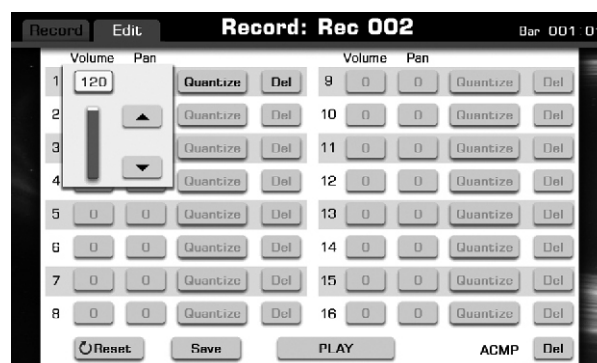 Record Edit Record: Rec 002 Bar 001:0
Volume Pan Volume Pan
1 120 Quantize Del 9 0 0 Quantize Del
2 Quantize Del 10 0 0 Quantize Del
3 Quantize Del 11 0 0 Quantize Del
4 Quantize Del 12 0 0 Quantize Del
5 0 0 Quantize Del 13 0 0 Quantize Del
6 0 0 Quantize Del 14 0 0 Quantize Del
7 0 0 Quantize Del 15 0 0 Quantize Del
8 0 0 Quantize Del 16 0 0 Quantize Del
Reset Save PLAY ACMP Del